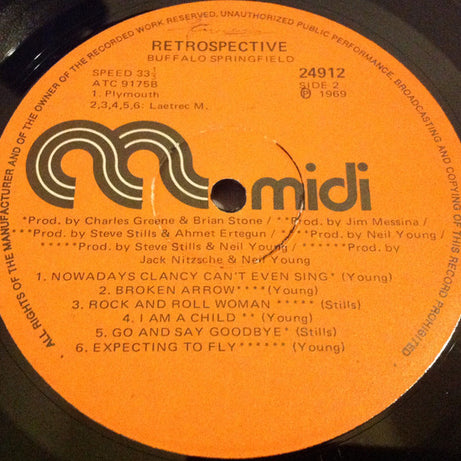 ALL RIGHTS OF THE MANUFACTURER AND OF THE OWNER OF THE RECORDED WORK RESERVED, UNAUTHORIZED PUBLIC PERFORMANCE, BROADCASTING AND COPYING OF THIS RECORD PROHIBITED
RETROSPECTIVE
BUFFALO SPRINGFIELD
SPEED 33⅓
24912
ATC 9175B
SIDE 2
1. Plymouth
℗ 1969
2,3,4,5,6: Laetrec M.
midi
*Prod. by Charles Greene & Brian Stone / **Prod. by Jim Messina /
***Prod. by Steve Stills & Ahmet Ertegun / ****Prod. by Neil Young /
*****Prod. by Steve Stills & Neil Young / ******Prod. by
Jack Nitzsche & Neil Young
1. NOWADAYS CLANCY CAN'T EVEN SING* (Young)
2. BROKEN ARROW****(Young)
3. ROCK AND ROLL WOMAN ***** (Stills)
4. I AM A CHILD ** (Young)
5. GO AND SAY GOODBYE* (Stills)
6. EXPECTING TO FLY****** (Young)